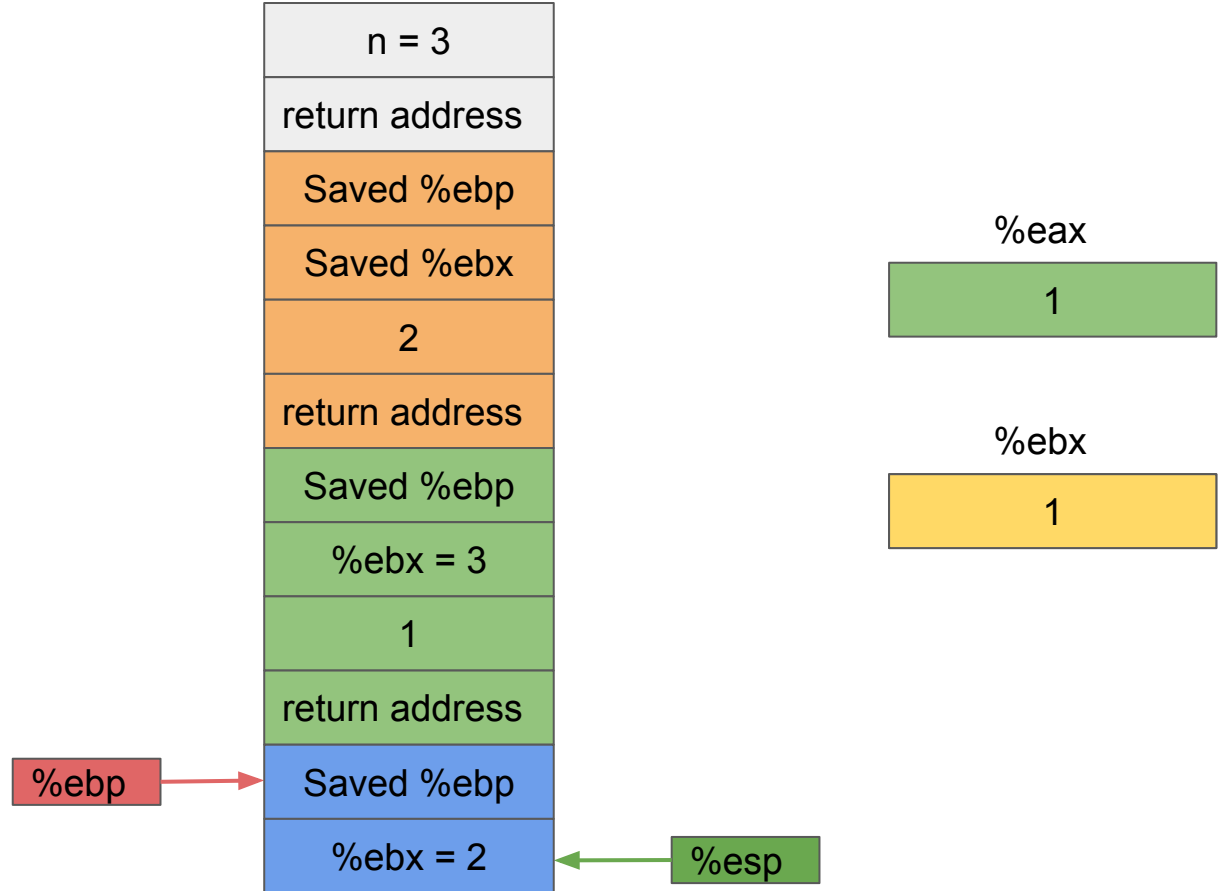 n = 3
return address
Saved %ebp
Saved %ebx
2
return address
Saved %ebp
%ebx = 3
1
return address
Saved %ebp
%ebx = 2
%ebp
%esp
%eax
1
%ebx
1